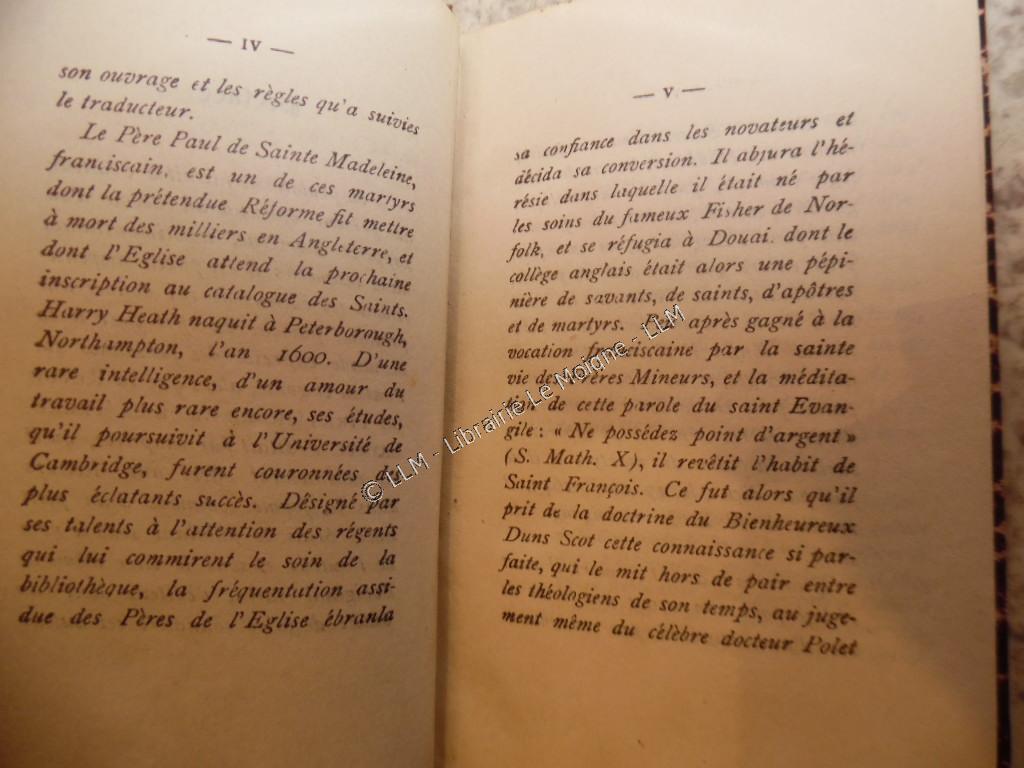 — IV —
son ouvrage et les règles qu'a suivies
le traducteur.
Le Père Paul de Sainte Madeleine,
franciscain, est un de ces martyrs
dont la prétendue Réforme fit mettre
à mort des milliers en Angleterre, et
dont l'Eglise attend la prochaine
inscription au catalogue des Saints.
Harry Heath naquit à Peterborough,
Northampton, l'an 1600. D'une
rare intelligence, d'un amour du
travail plus rare encore, ses études,
qu'il poursuivit à l'Université de
Cambridge, furent couronnées de
plus éclatants succès. Désigné par
ses talents à l'attention des régents
qui lui commirent le soin de la
bibliothèque, la fréquentation assi-
due des Pères de l'Eglise ébranla
— V —
sa confiance dans les novateurs et
décida sa conversion. Il abjura l'hé-
résie dans laquelle il était né par
les soins du fameux Fisher de Nor-
folk, et se réfugia à Douai, dont le
collège anglais était alors une pépi-
nière de savants, de saints, d'apôtres
et de martyrs. après gagné à la
vocation franciscaine par la sainte
vie des Frères Mineurs, et la médita-
tion de cette parole du saint Evan-
gile : « Ne possédez point d'argent »
(S. Math. X), il revêtit l'habit de
Saint François. Ce fut alors qu'il
prit de la doctrine du Bienheureux
Duns Scot cette connaissance si par-
faite, qui le mit hors de pair entre
les théologiens de son temps, au juge-
ment même du célèbre docteur Polet
© LLM - Librairie Le Moigne - LLM